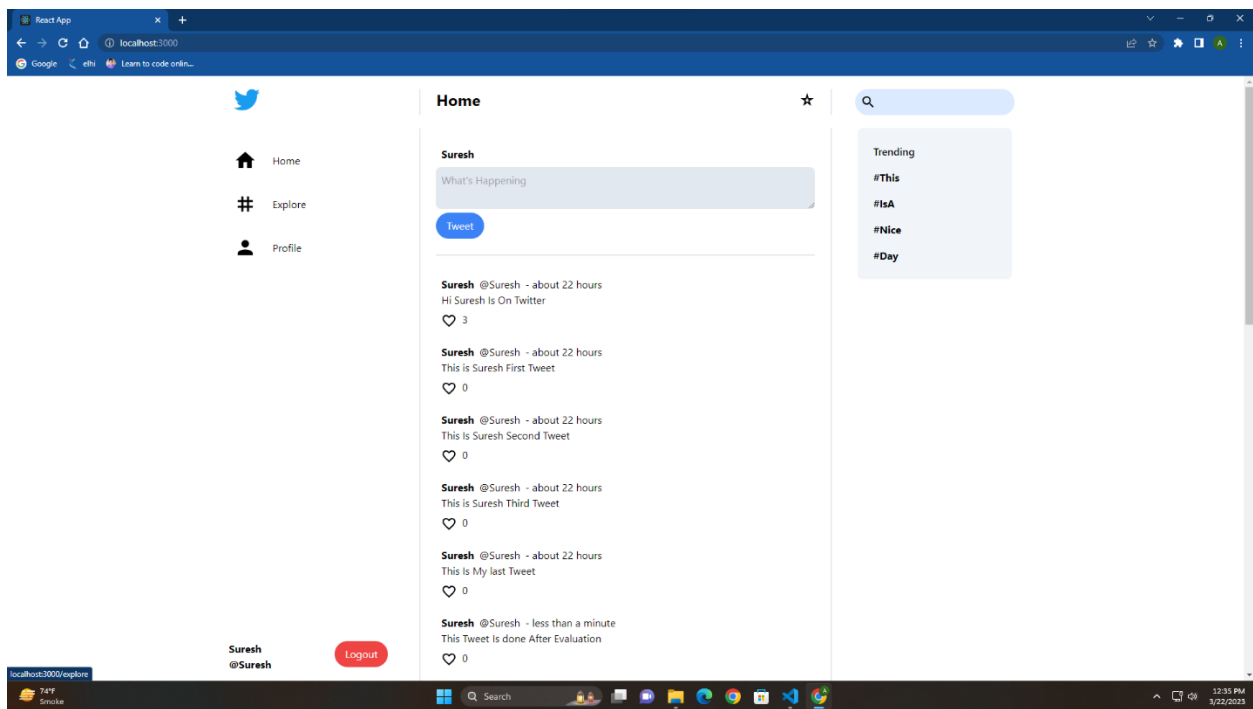 React App
localhost:3000
Google
elhi
Learn to code onlin...
Home
Explore
Profile
Suresh
@Suresh
Logout
Home
Suresh
What's Happening
Tweet
Suresh @Suresh - about 22 hours
Hi Suresh Is On Twitter
3
Suresh @Suresh - about 22 hours
This is Suresh First Tweet
0
Suresh @Suresh - about 22 hours
This Is Suresh Second Tweet
0
Suresh @Suresh - about 22 hours
This is Suresh Third Tweet
0
Suresh @Suresh - about 22 hours
This Is My last Tweet
0
Suresh @Suresh - less than a minute
This Tweet Is done After Evaluation
0
Trending
#This
#IsA
#Nice
#Day
localhost:3000/explore
74°F
Smoke
Search
12:35 PM
3/22/2023
A